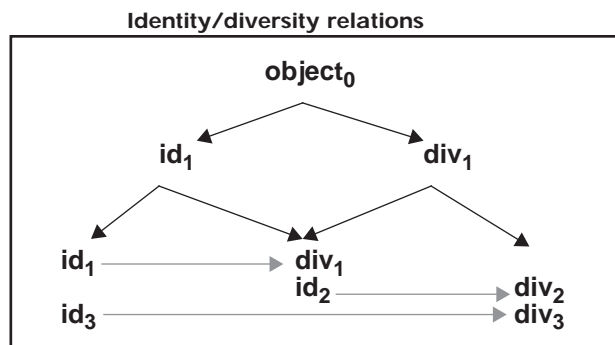 Identity/diversity relations
object₀
id₁ div₁
id₁ div₁
id₂ div₂
id₃ div₃